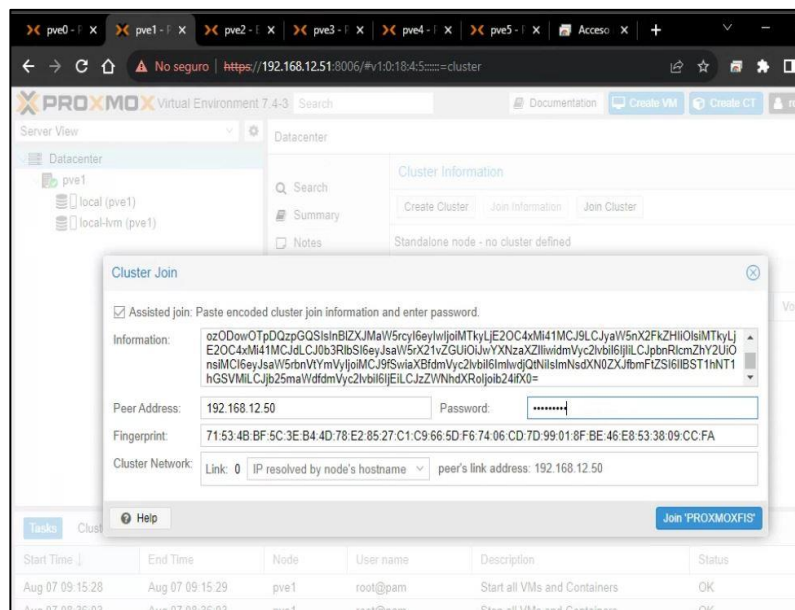 pve0 - P X pve1 - P X pve2 - X pve3 - P X pve4 - X pve5 - X Acceso X +
No seguro https://192.168.12.51:8006/#v1:0:18:4:5::::::=cluster
PROXMOX Virtual Environment 7.4-3 Search Documentation Create VM Create CT
Server View Datacenter
Datacenter
pve1
local (pve1)
local-lvm (pve1)
Search
Summary
Notes
Cluster Information
Create Cluster Join Information Join Cluster
Standalone node - no cluster defined
Cluster Join
Assisted join: Paste encoded cluster join information and enter password.
Information:
Peer Address: 192.168.12.50 Password:
Fingerprint: 71:53:4B:BF:5C:3E:B4:4D:78:E2:85:27:C1:C9:66:5D:F6:74:06:CD:7D:99:01:8F:BE:46:E8:53:38:09:CC:FA
Cluster Network: Link: 0 IP resolved by node's hostname peer's link address: 192.168.12.50
Help Join 'PROXMOXFIS'
Tasks
Start Time ↓ End Time Node User name Description Status
Aug 07 09:15:28 Aug 07 09:15:29 pve1 root@pam Start all VMs and Containers OK